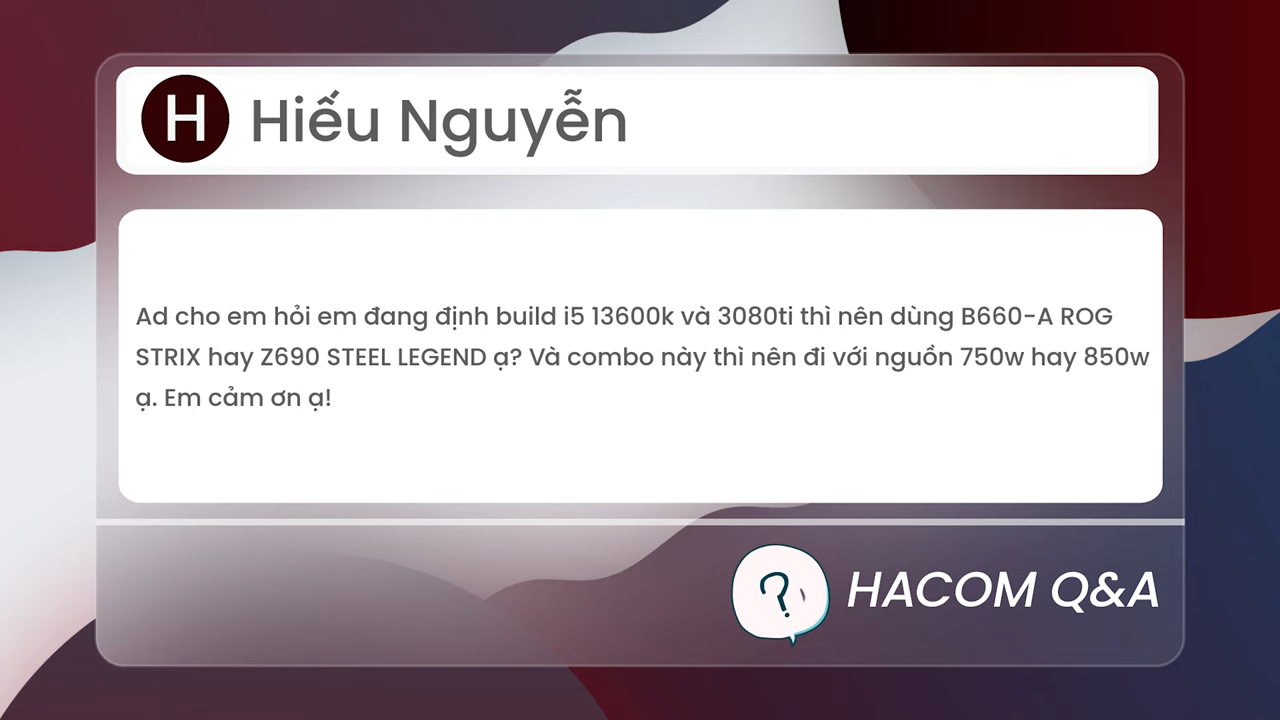 H
Hiếu Nguyễn
Ad cho em hỏi em đang định build i5 13600k và 3080ti thì nên dùng B660-A ROG
STRIX hay Z690 STEEL LEGEND ạ? Và combo này thì nên đi với nguồn 750w hay 850w
ạ. Em cảm ơn ạ!
?
HACOM Q&A